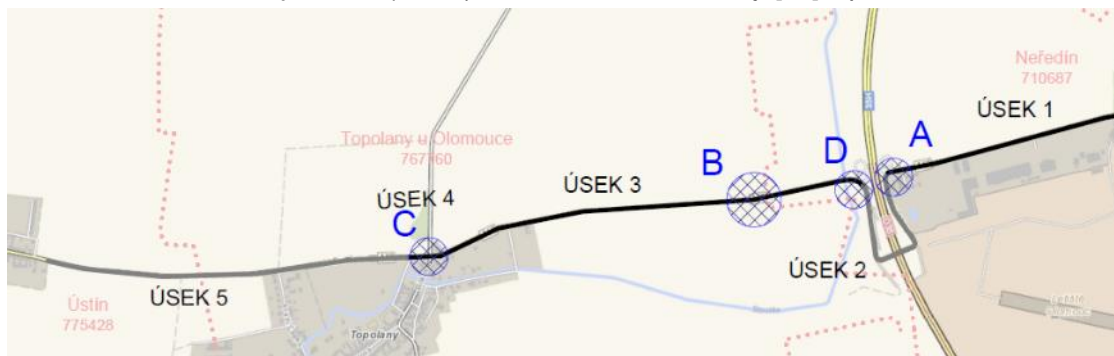 Neředín
710687
ÚSEK 1
A
Topolany u Olomouce
767760
B
D
ÚSEK 3
ÚSEK 4
C
ÚSEK 2
ÚSEK 5
Ústín
775428
Topolany